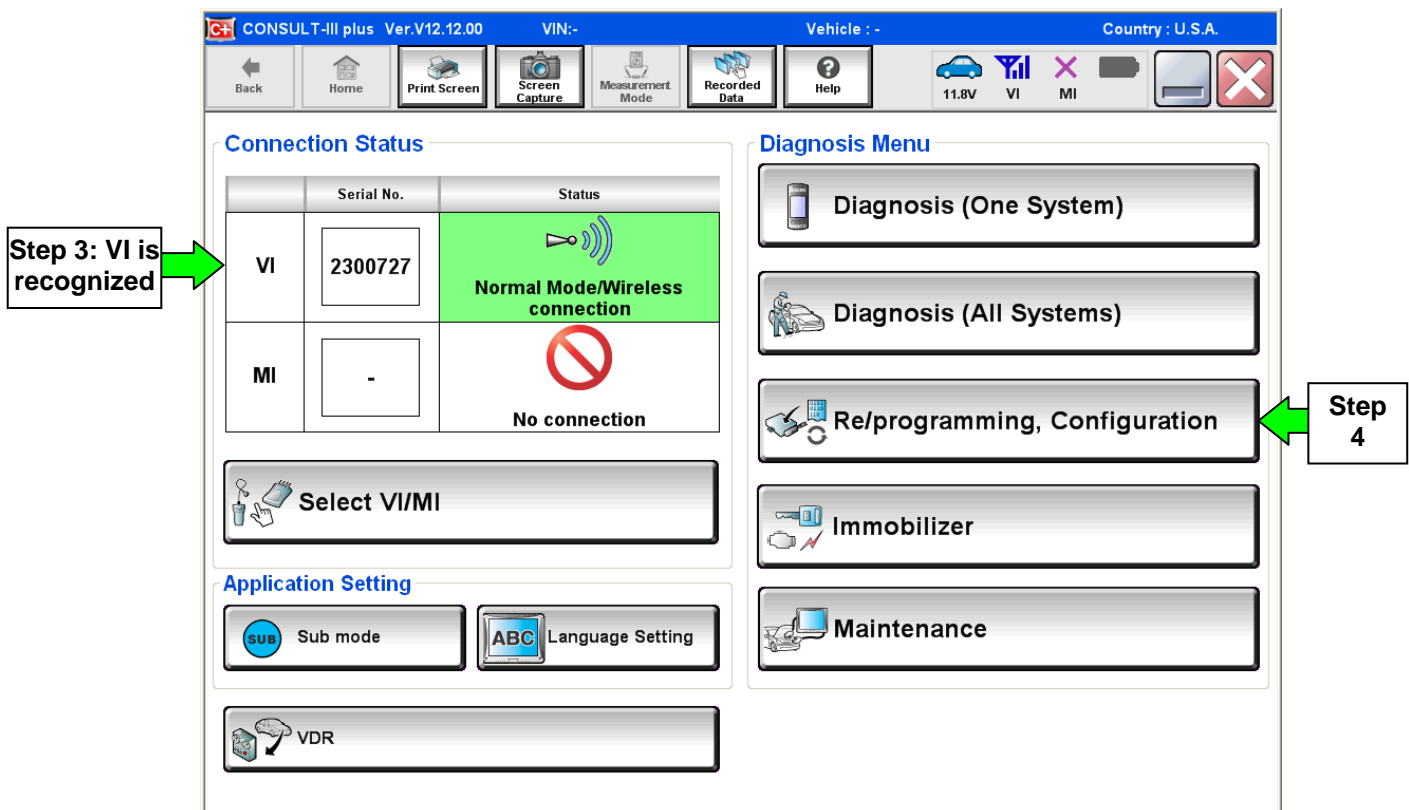 CONSULT-III plus Ver.V12.12.00 VIN:- Vehicle : - Country : U.S.A.
Back
Home
Print Screen
Screen
Capture
Measurement
Mode
Recorded
Data
Help
11.8V
VI
MI
Connection Status
Serial No. Status
VI 2300727
Normal Mode/Wireless
connection
MI -
No connection
Select VI/MI
Application Setting
SUB Sub mode
ABC Language Setting
VDR
Diagnosis Menu
Diagnosis (One System)
Diagnosis (All Systems)
Re/programming, Configuration
Immobilizer
Maintenance
Step 3: VI is
recognized
Step
4